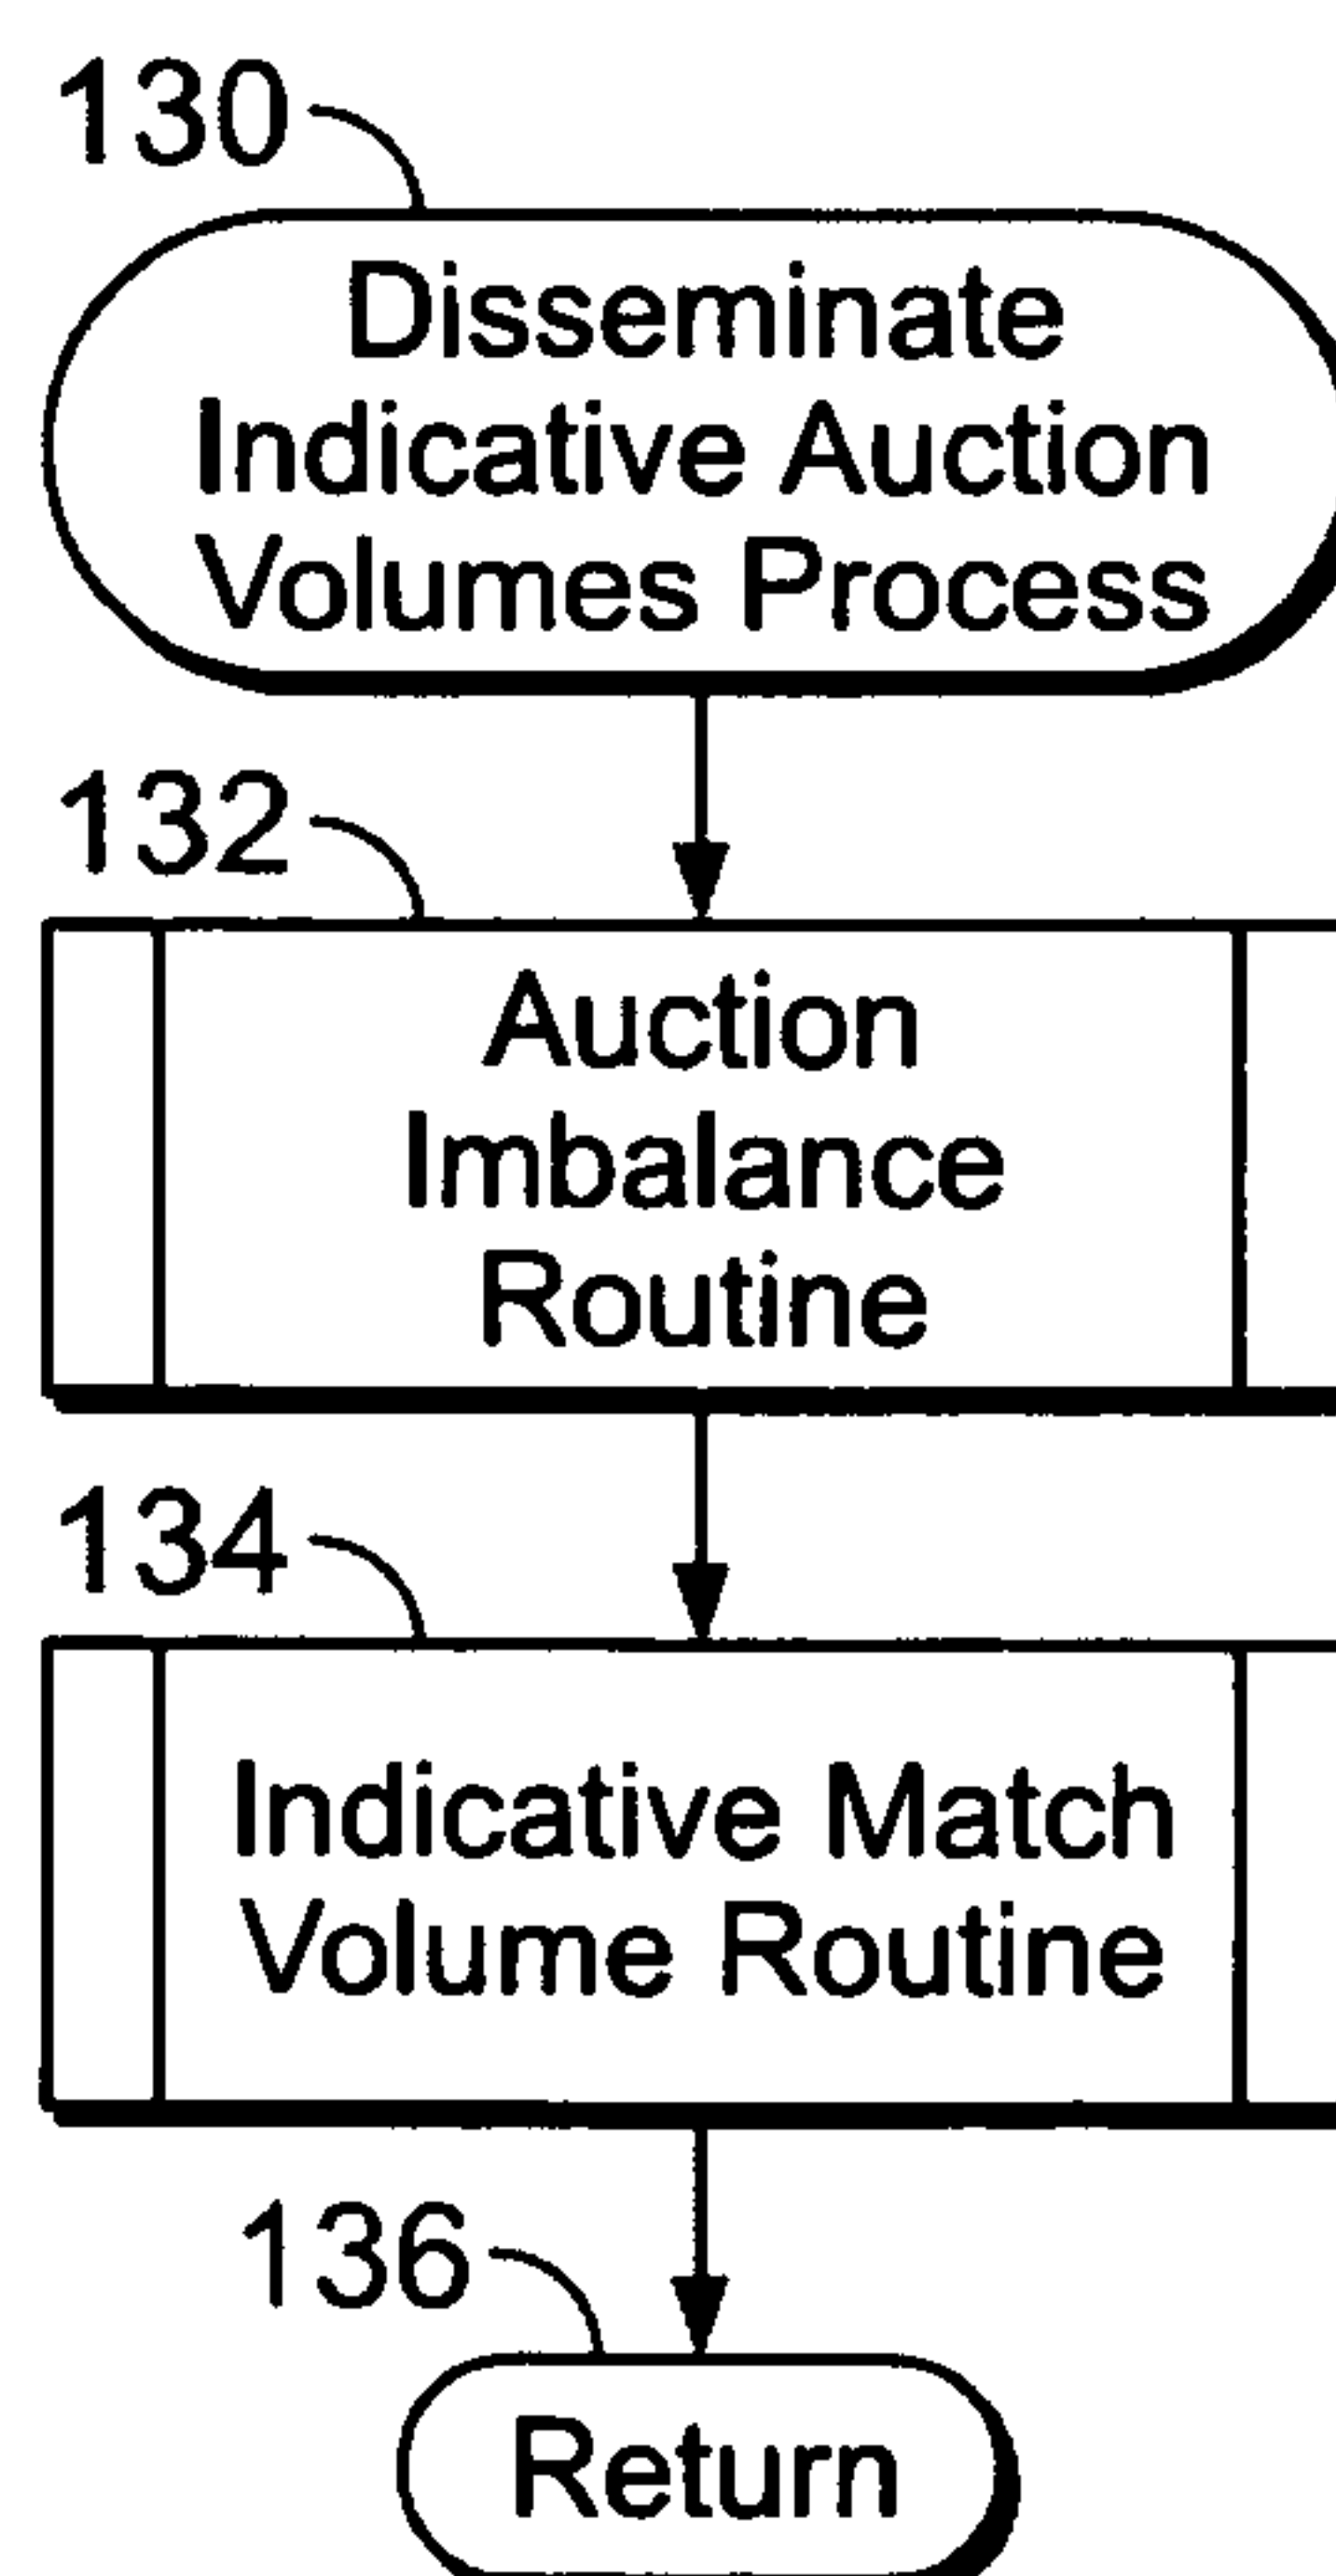 130
Disseminate
Indicative Auction
Volumes Process
132
Auction
Imbalance
Routine
134
Indicative Match
Volume Routine
136
Return